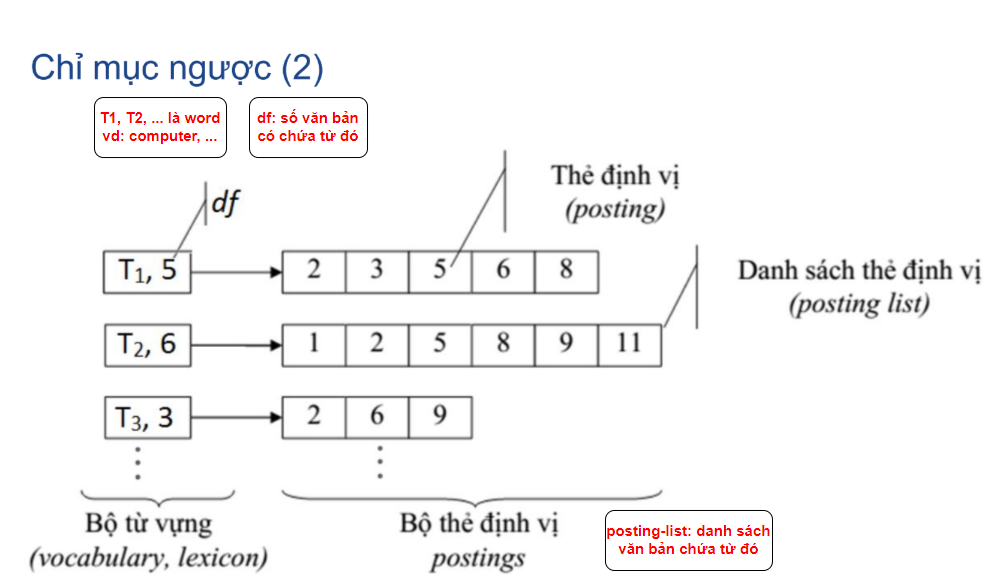 Chỉ mục ngược (2)
T1, T2, ... là word
vd: computer, ...
df: số văn bản
có chứa từ đó
df
Thẻ định vị
(posting)
T₁, 5
2 3 5 6 8
Danh sách thẻ định vị
(posting list)
T₂, 6
1 2 5 8 9 11
T₃, 3
2 6 9
Bộ từ vựng
(vocabulary, lexicon)
Bộ thẻ định vị
postings
posting-list: danh sách
văn bản chứa từ đó